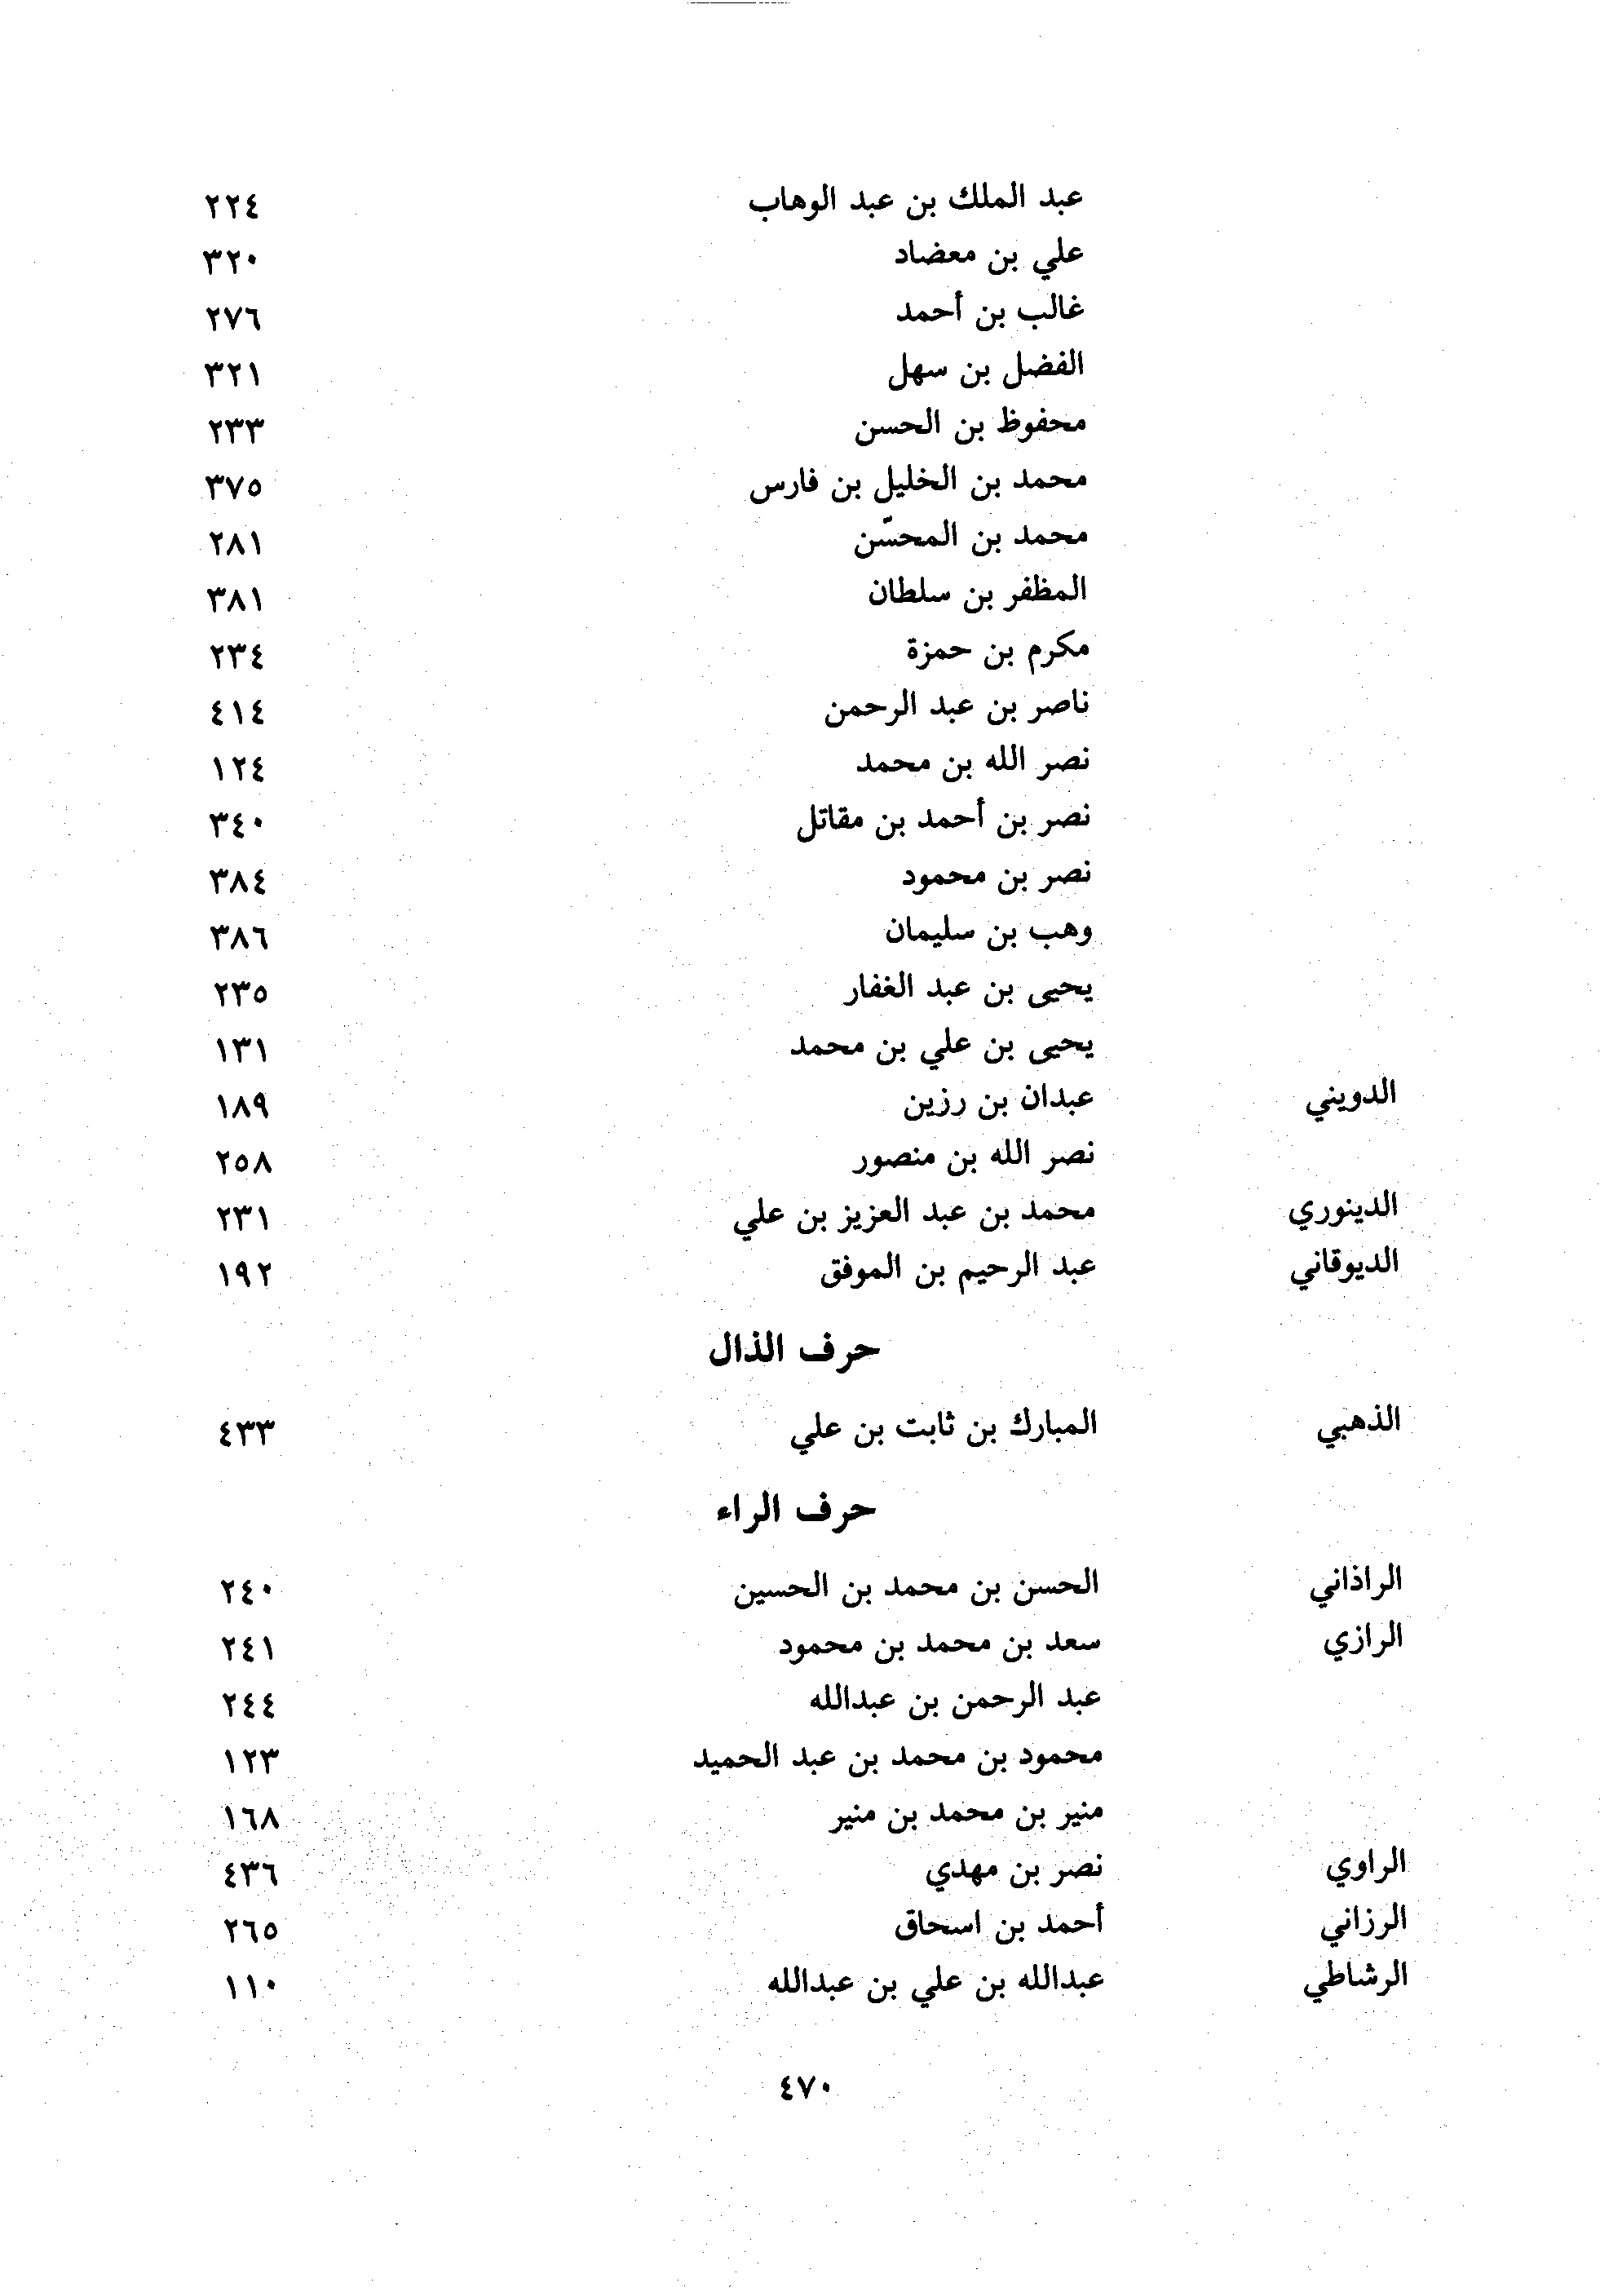 عبد الملك بن عبد الوهاب ٢٢٤
علي بن معضاد ٣٢٠
غالب بن أحمد ٢٧٦
الفضل بن سهل ٣٢١
محفوظ بن الحسن ٢٣٣
محمد بن الخليل بن فارس ٣٧٥
محمد بن المحسّن ٢٨١
المظفر بن سلطان ٣٨١
مكرم بن حمزة ٢٣٤
ناصر بن عبد الرحمن ٤١٤
نصر الله بن محمد ١٢٤
نصر بن أحمد بن مقاتل ٣٤٠
نصر بن محمود ٣٨٤
وهب بن سليمان ٣٨٦
يحيى بن عبد الغفار ٢٣٥
يحيى بن علي بن محمد ١٣١
الدويني عبدان بن رزين ١٨٩
نصر الله بن منصور ٢٥٨
الدينوري محمد بن عبد العزيز بن علي ٢٣١
الديوقاني عبد الرحيم بن الموفق ١٩٢
حرف الذال
الذهبي المبارك بن ثابت بن علي ٤٣٣
حرف الراء
الراذاني الحسن بن محمد بن الحسين ٢٤٠
الرازي سعد بن محمد بن محمود ٢٤١
عبد الرحمن بن عبدالله ٢٤٤
محمود بن محمد بن عبد الحميد ١٢٣
منير بن محمد بن منير ١٦٨
الراوي نصر بن مهدي ٤٣٦
الرزاني أحمد بن اسحاق ٢٦٥
الرشاطي عبدالله بن علي بن عبدالله ١١٠
٤٧٠